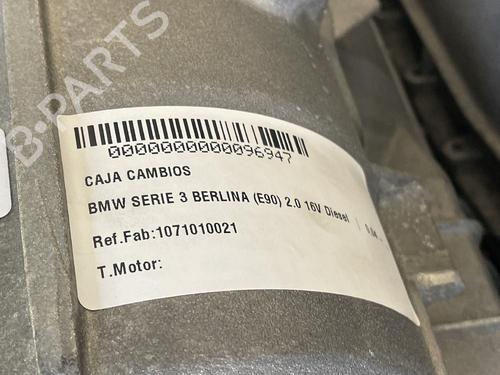 B-PARTS
0000000000096947
CAJA CAMBIOS
BMW SERIE 3 BERLINA (E90) 2.0 16V Diesel |
Ref.Fab:1071010021
T.Motor: